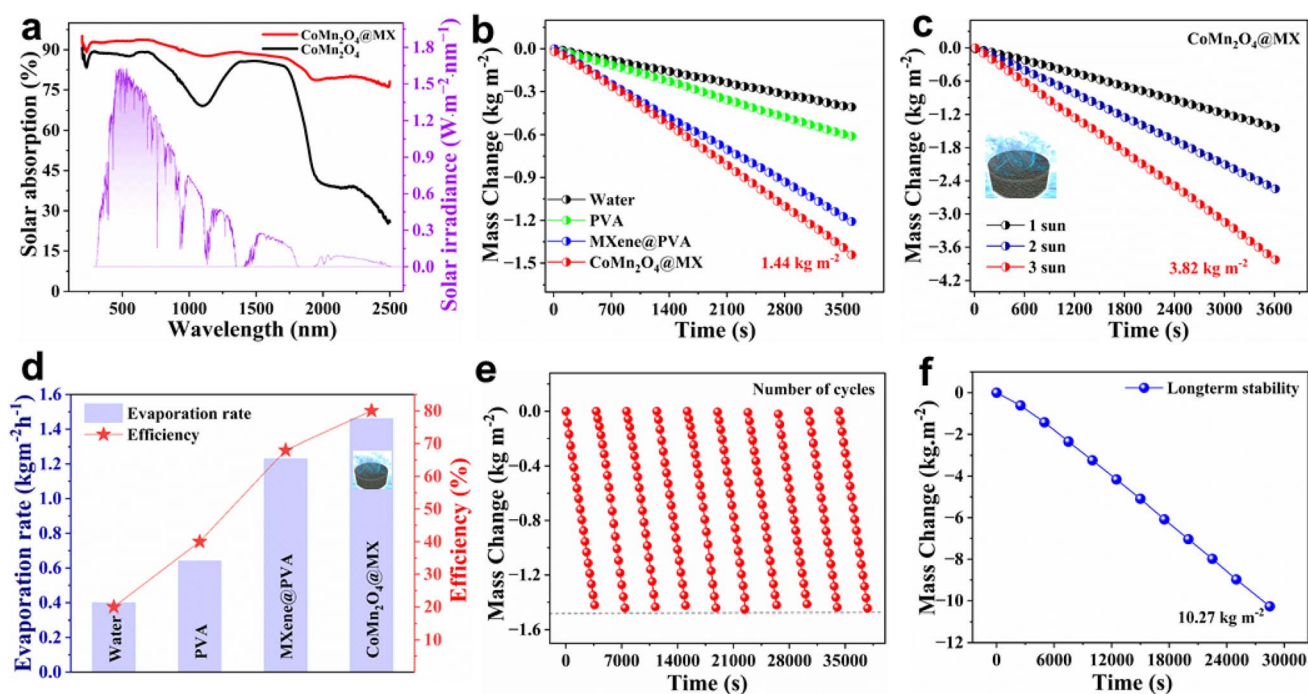 a
CoMn₂O₄@MX
CoMn₂O₄
Solar absorption (%)
90
75
60
45
30
15
0
500
1000
1500
2000
2500
Wavelength (nm)
1.8
1.5
1.2
0.9
0.6
0.3
0.0
Solar irradiance (W·m⁻²·nm⁻¹)
b
Mass Change (kg m⁻²)
0.0
−0.3
−0.6
−0.9
−1.2
−1.5
Water
PVA
MXene@PVA
CoMn₂O₄@MX
1.44 kg m⁻²
0
700
1400
2100
2800
3500
Time (s)
c
CoMn₂O₄@MX
Mass Change (kg m⁻²)
0.0
−0.6
−1.2
−1.8
−2.4
−3.0
−3.6
−4.2
1 sun
2 sun
3 sun
3.82 kg m⁻²
0
600
1200
1800
2400
3000
3600
Time (s)
d
Evaporation rate (kgm⁻²h⁻¹)
1.6
1.4
1.2
1.0
0.8
0.6
0.4
0.2
0.0
Evaporation rate
Efficiency
Water
PVA
MXene@PVA
CoMn₂O₄@MX
80
70
60
50
40
30
20
10
Efficiency (%)
e
Number of cycles
Mass Change (kg m⁻²)
0.0
−0.4
−0.8
−1.2
−1.6
0
7000
14000
21000
28000
35000
Time (s)
f
Longterm stability
Mass Change (kg.m⁻²)
0
−2
−4
−6
−8
−10
−12
10.27 kg m⁻²
0
6000
12000
18000
24000
30000
Time (s)